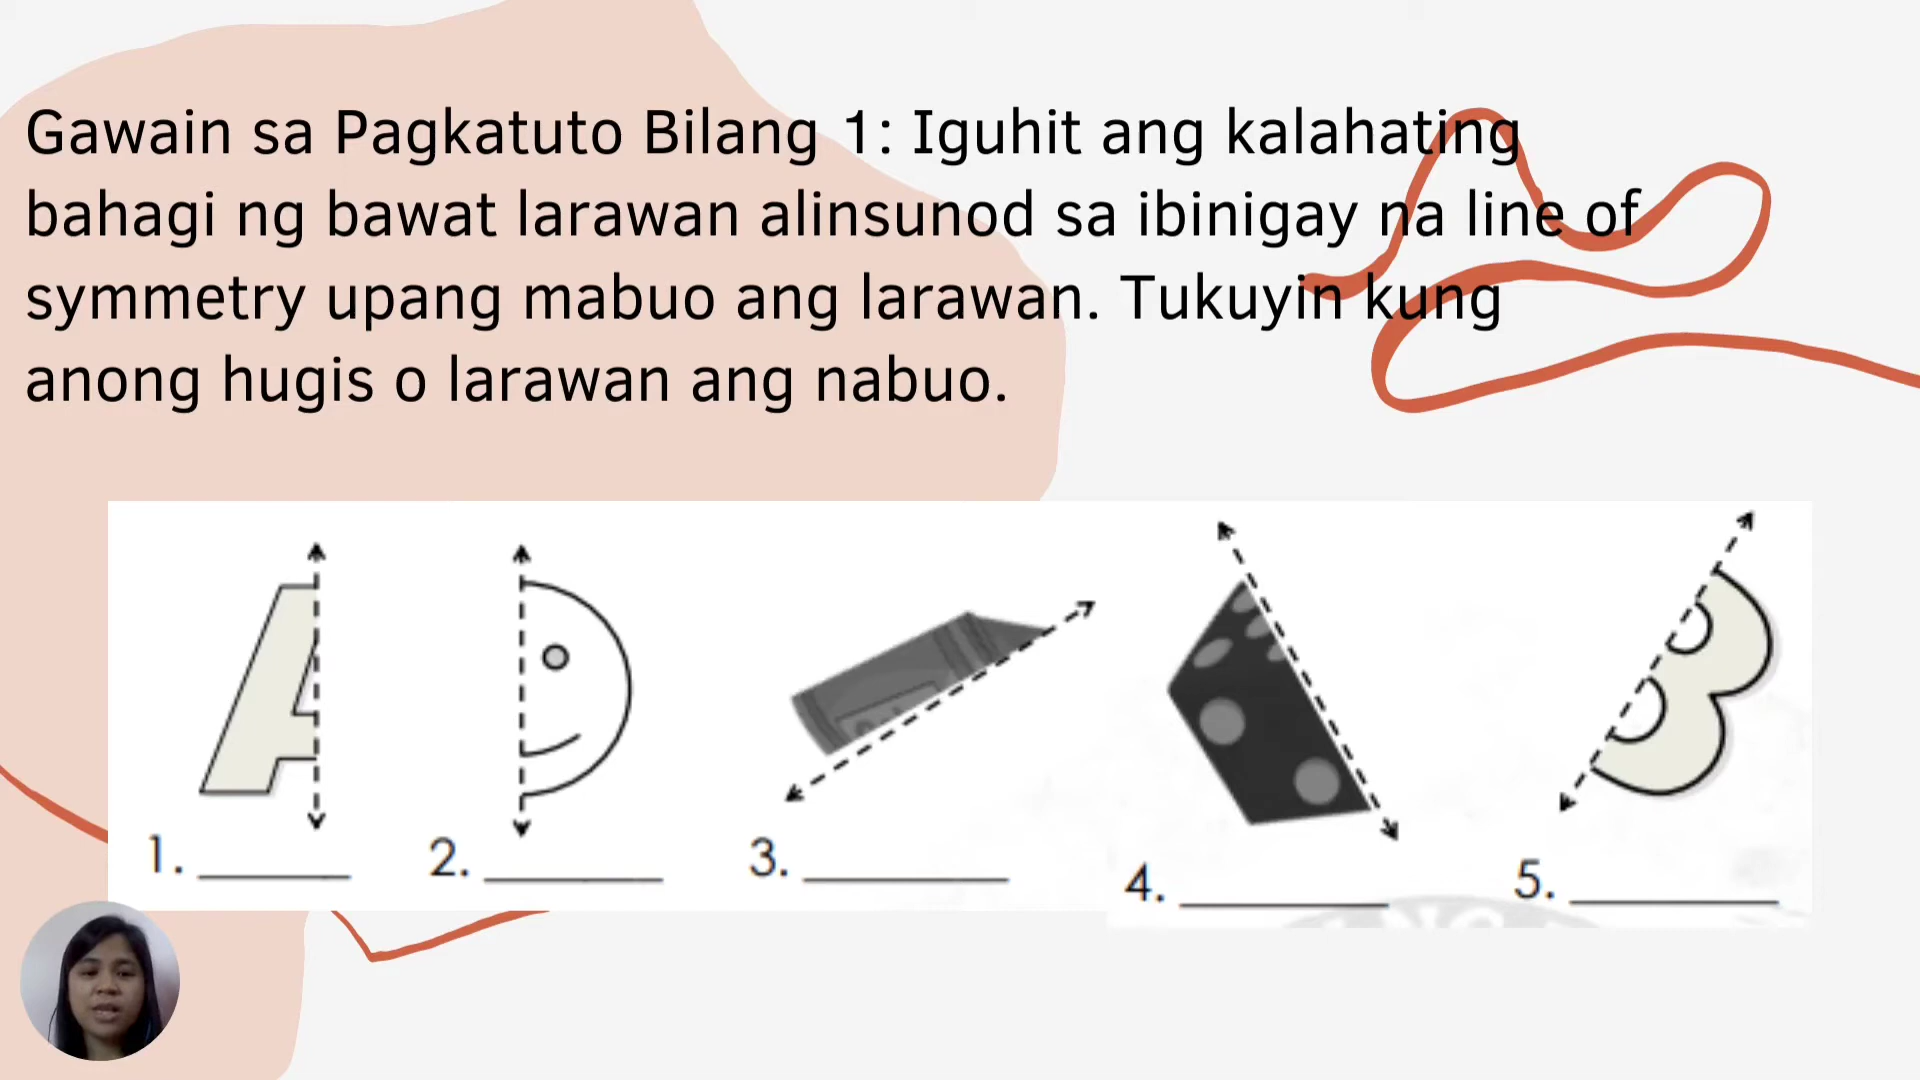 Gawain sa Pagkatuto Bilang 1: Iguhit ang kalahating
bahagi ng bawat larawan alinsunod sa ibinigay na line of
symmetry upang mabuo ang larawan. Tukuyin kung
anong hugis o larawan ang nabuo.
1. ______ 2. ______ 3. ______ 4. ______ 5. ______